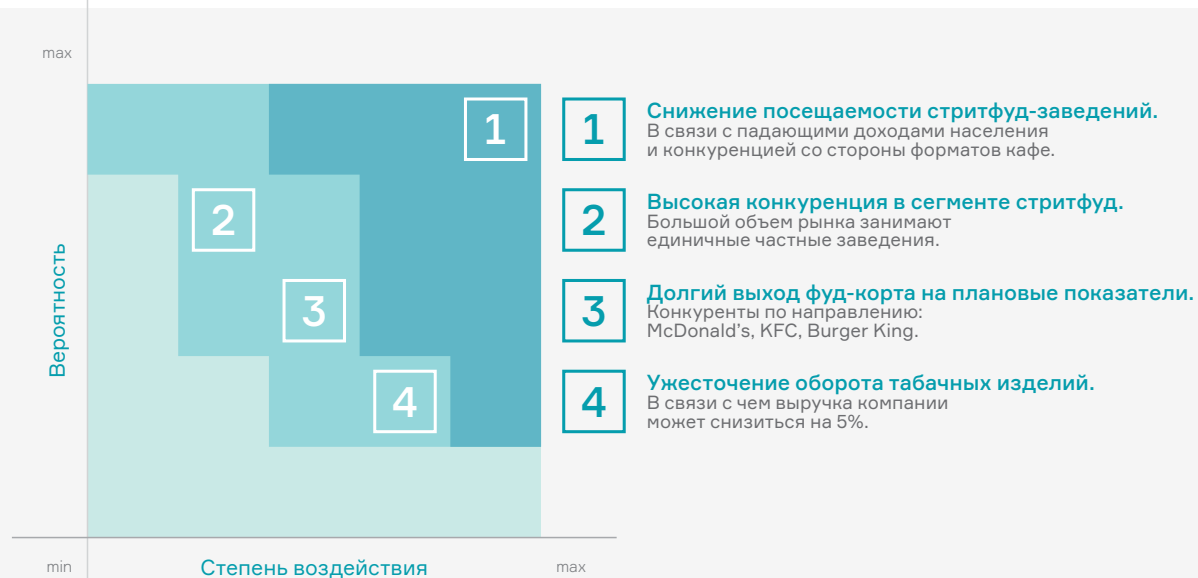 max
1
1
Снижение посещаемости стритфуд-заведений.
В связи с падающими доходами населения
и конкуренцией со стороны форматов кафе.
2
2
Высокая конкуренция в сегменте стритфуд.
Большой объем рынка занимают
единичные частные заведения.
Вероятность
3
3
Долгий выход фуд-корта на плановые показатели.
Конкуренты по направлению:
McDonald’s, KFC, Burger King.
4
4
Ужесточение оборота табачных изделий.
В связи с чем выручка компании
может снизиться на 5%.
min
Степень воздействия
max